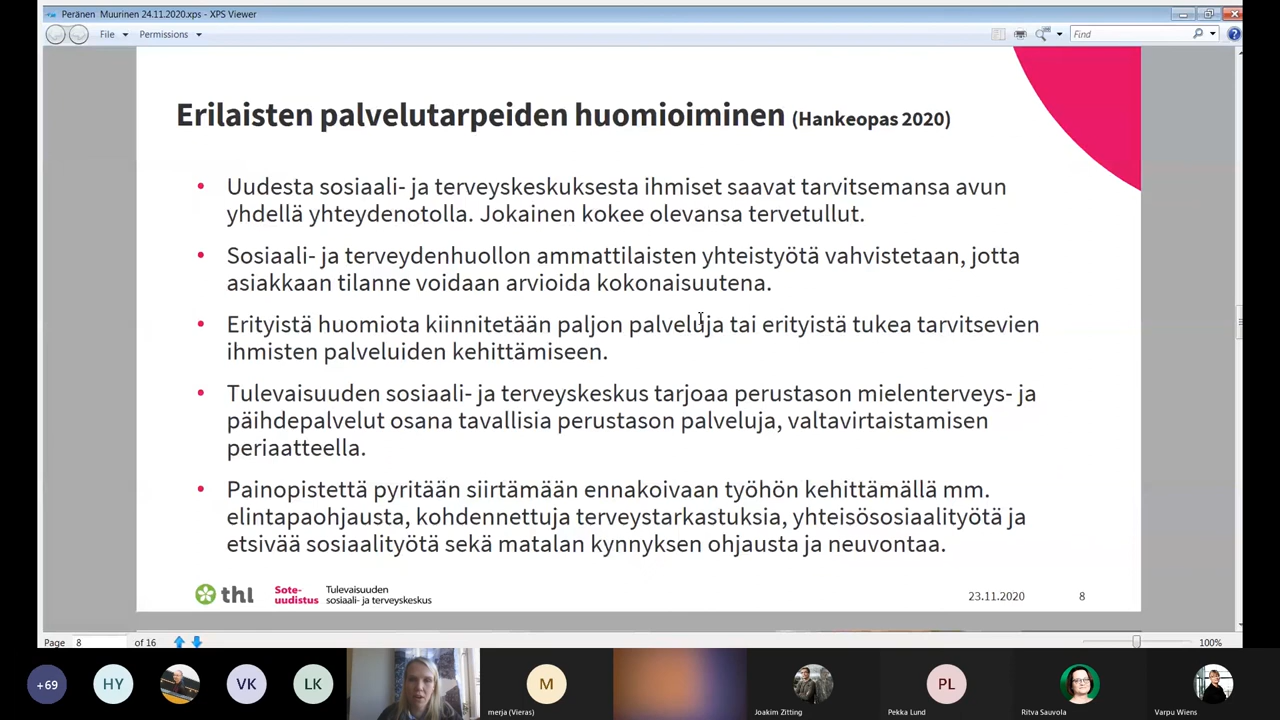 Peränen Muurinen 24.11.2020.xps - XPS Viewer
File Permissions Find
Erilaisten palvelutarpeiden huomioiminen (Hankeopas 2020)
• Uudesta sosiaali- ja terveyskeskuksesta ihmiset saavat tarvitsemansa avun
yhdellä yhteydenotolla. Jokainen kokee olevansa tervetullut.
• Sosiaali- ja terveydenhuollon ammattilaisten yhteistyötä vahvistetaan, jotta
asiakkaan tilanne voidaan arvioida kokonaisuutena.
• Erityistä huomiota kiinnitetään paljon palveluja tai erityistä tukea tarvitsevien
ihmisten palveluiden kehittämiseen.
• Tulevaisuuden sosiaali- ja terveyskeskus tarjoaa perustason mielenterveys- ja
päihdepalvelut osana tavallisia perustason palveluja, valtavirtaistamisen
periaatteella.
• Painopistettä pyritään siirtämään ennakoivaan työhön kehittämällä mm.
elintapaohjausta, kohdennettuja terveystarkastuksia, yhteisösosiaalityötä ja
etsivää sosiaalityötä sekä matalan kynnyksen ohjausta ja neuvontaa.
thl
Sote-
uudistus
Tulevaisuuden
sosiaali- ja terveyskeskus
23.11.2020 8
Page 8 of 16 100%
+69 HY VK LK M PL
merja (Vieras) Joakim Zitting Pekka Lund Ritva Sauvola Varpu Wiens